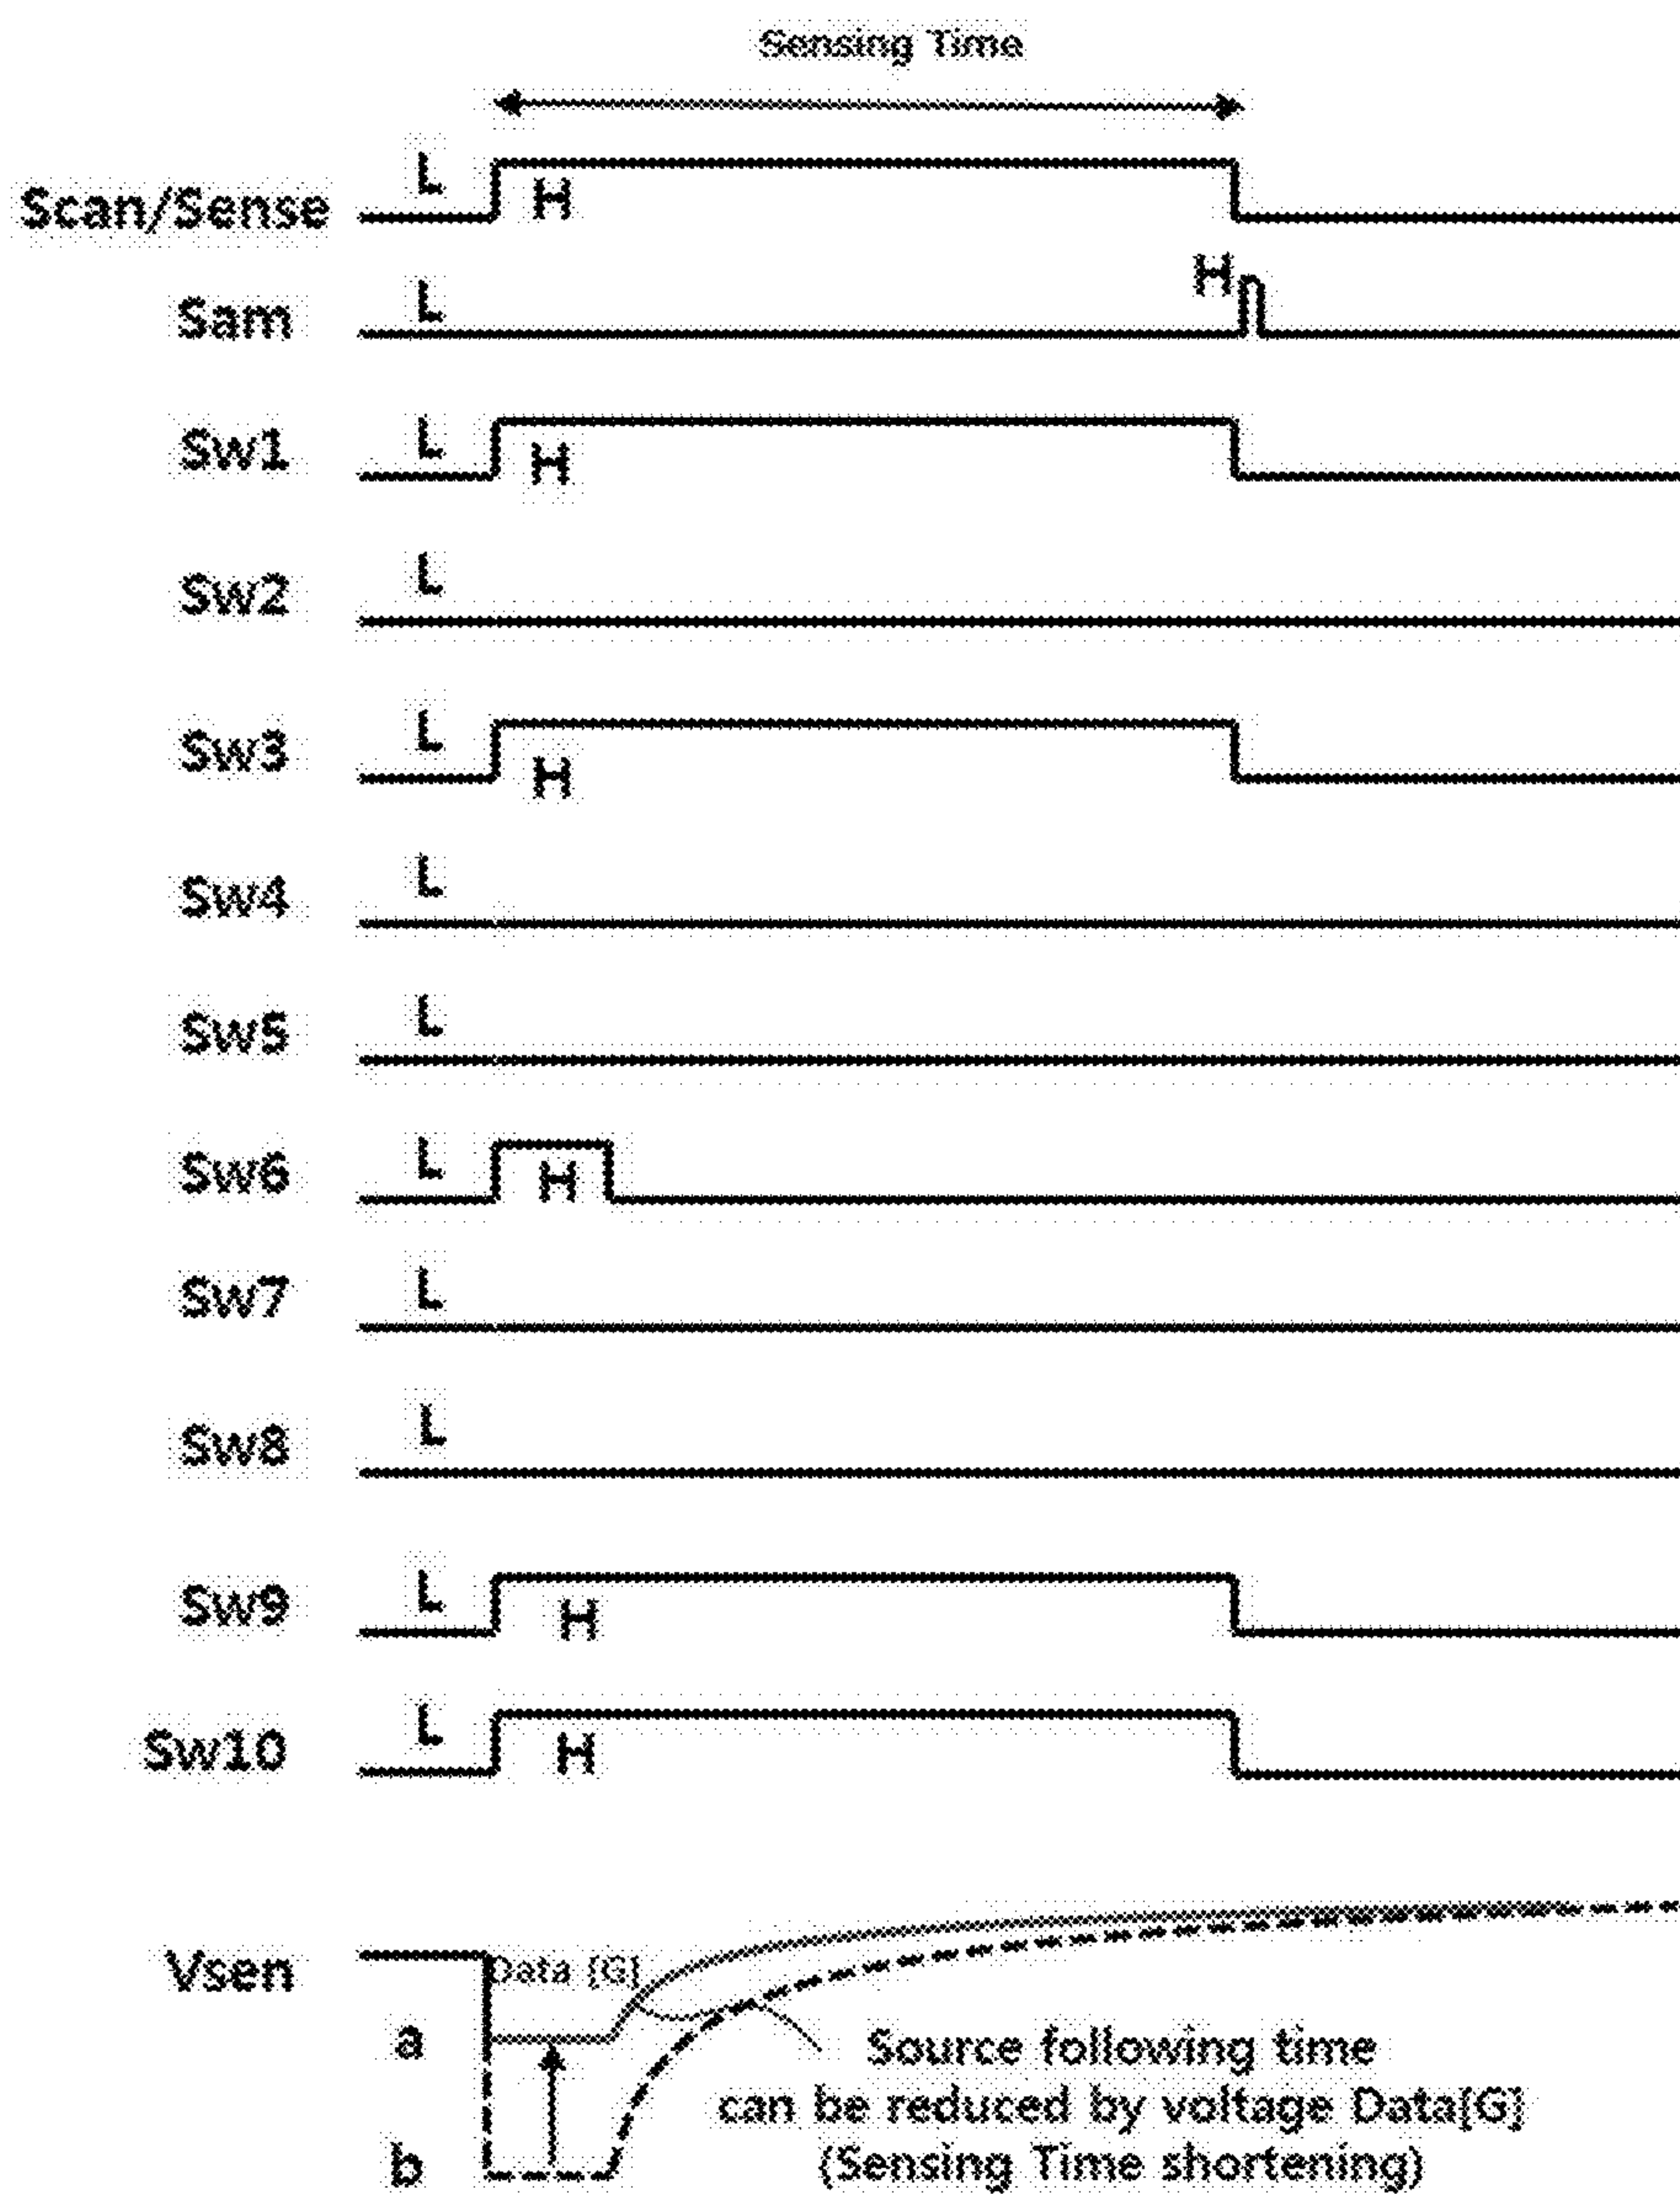 Sensing Time
Scan/Sense L H
Sam L H
Sw1 L H
Sw2 L
Sw3 L H
Sw4 L
Sw5 L
Sw6 L H
Sw7 L
Sw8 L
Sw9 L H
Sw10 L H
Vsen Data [G]
a
Source following time
can be reduced by voltage Data[G]
b
(Sensing Time shortening)